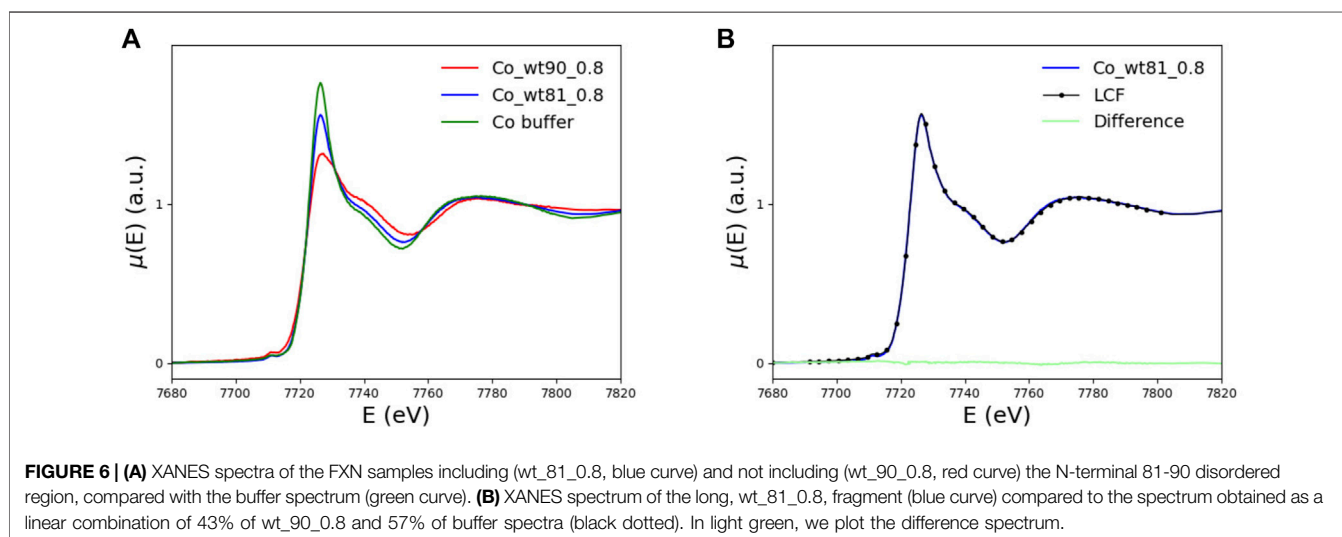 A
Co_wt90_0.8
Co_wt81_0.8
Co buffer
μ(E) (a.u.)
1
0
7680 7700 7720 7740 7760 7780 7800 7820
E (eV)
B
Co_wt81_0.8
LCF
Difference
μ(E) (a.u.)
1
0
7680 7700 7720 7740 7760 7780 7800 7820
E (eV)
FIGURE 6 | (A) XANES spectra of the FXN samples including (wt_81_0.8, blue curve) and not including (wt_90_0.8, red curve) the N-terminal 81-90 disordered
region, compared with the buffer spectrum (green curve). (B) XANES spectrum of the long, wt_81_0.8, fragment (blue curve) compared to the spectrum obtained as a
linear combination of 43% of wt_90_0.8 and 57% of buffer spectra (black dotted). In light green, we plot the difference spectrum.